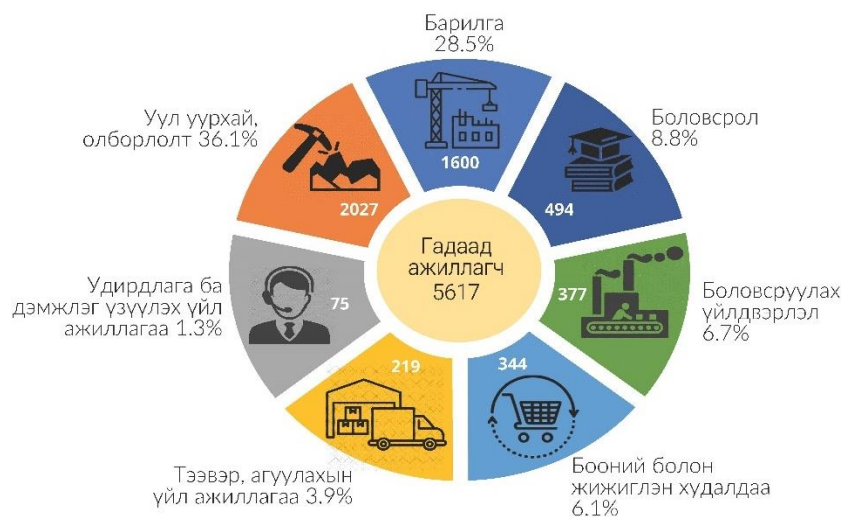 Барилга
28.5%
1600
Боловсрол
8.8%
494
Боловсруулах
үйлдвэрлэл
6.7%
377
Бөөний болон
жижиглэн худалдаа
6.1%
344
Тээвэр, агуулахын
үйл ажиллагаа 3.9%
219
Удирдлага ба
дэмжлэг үзүүлэх үйл
ажиллагаа 1.3%
75
Уул уурхай,
олборлолт 36.1%
2027
Гадаад
ажиллагч
5617